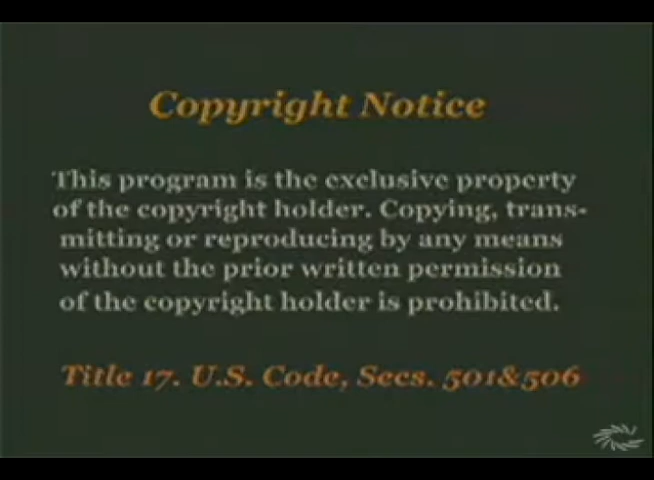 Copyright Notice
This program is the exclusive property
of the copyright holder. Copying, trans-
mitting or reproducing by any means
without the prior written permission
of the copyright holder is prohibited.
Title 17. U.S. Code, Secs. 501&506